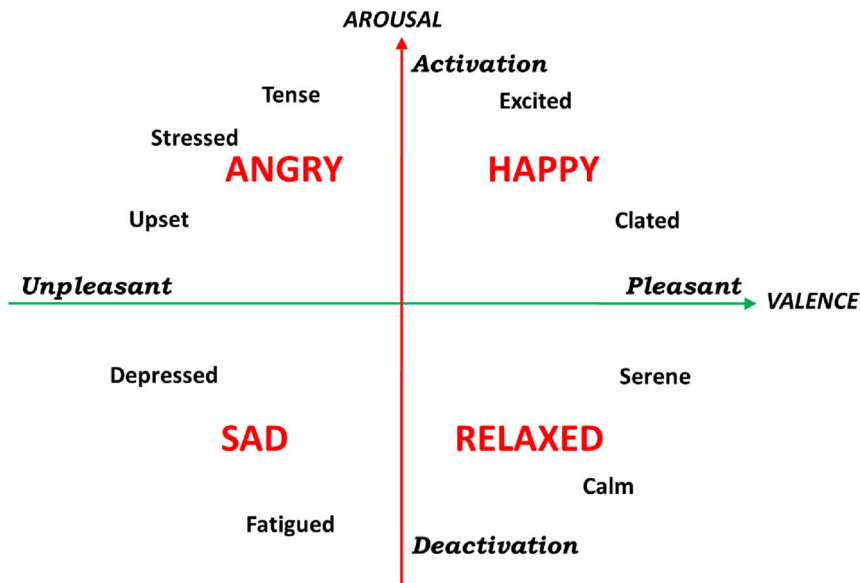 AROUSAL
Activation
Tense
Excited
Stressed
ANGRY
HAPPY
Upset
Clated
Unpleasant
Pleasant
VALENCE
Depressed
Serene
SAD
RELAXED
Calm
Fatigued
Deactivation